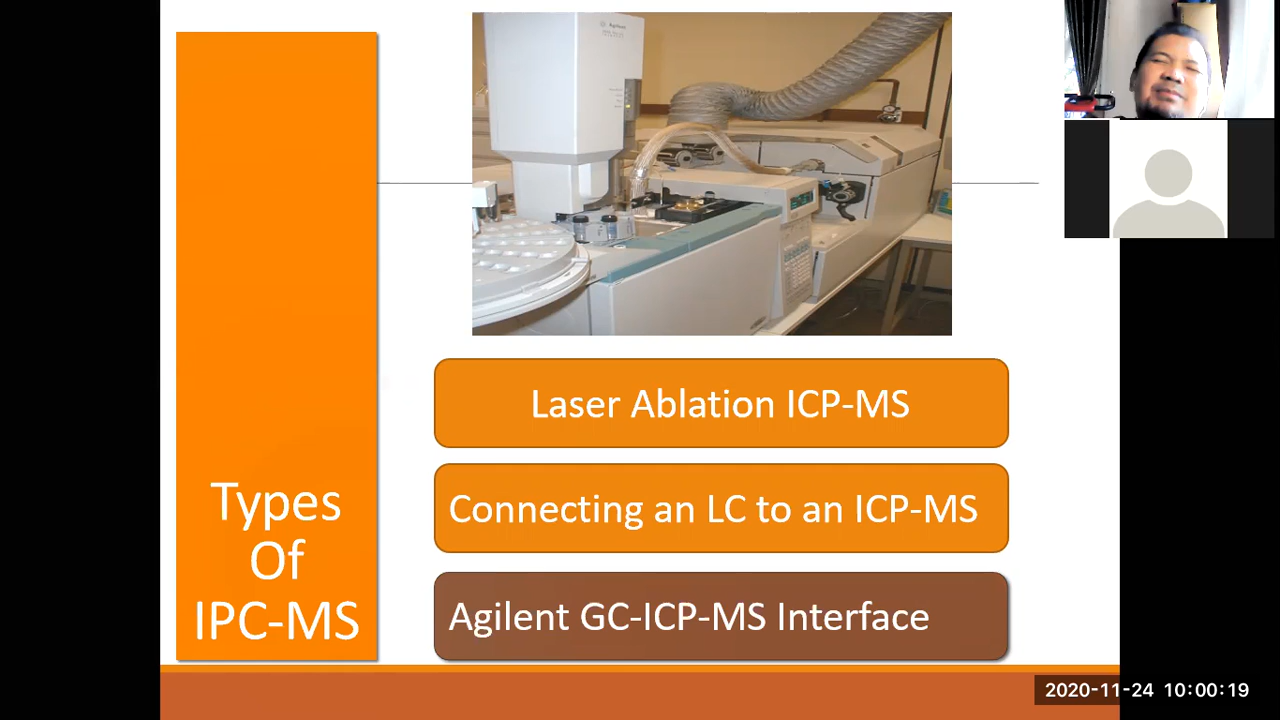 Agilent
Types
Of
IPC-MS
Laser Ablation ICP-MS
Connecting an LC to an ICP-MS
Agilent GC-ICP-MS Interface
2020-11-24 10:00:19